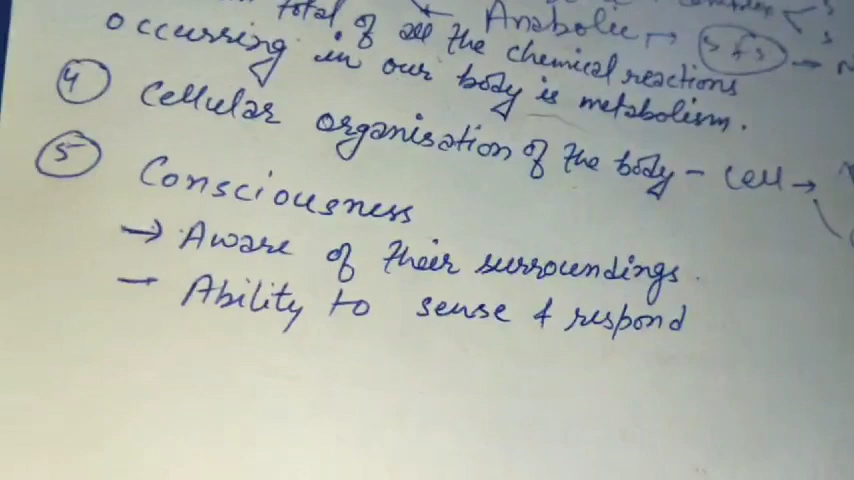 total of all the chemical reactions
Anabolic →
occurring in our body is metabolism.
④ Cellular organisation of the body - cell →
⑤ Consciousness
→ Aware of their surroundings.
- Ability to sense & respond